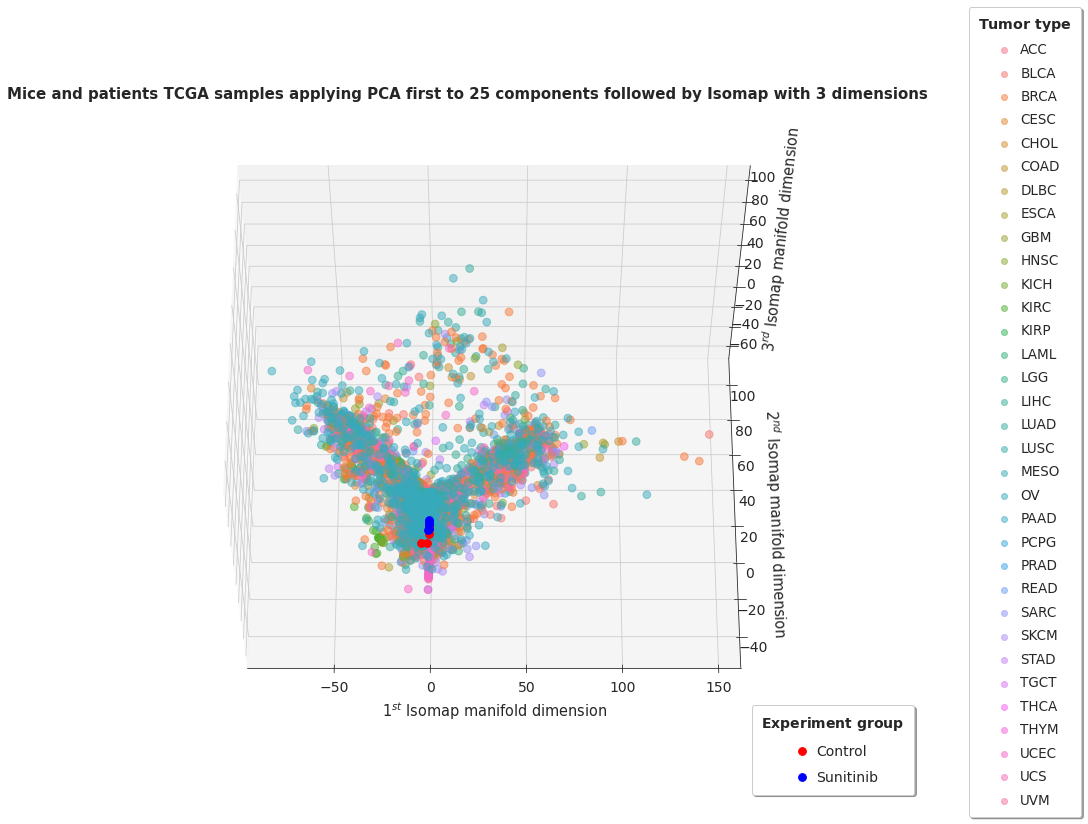 Mice and patients TCGA samples applying PCA first to 25 components followed by Isomap with 3 dimensions
100
80
60
40
20
0
−20
−40
−60
3rd Isomap manifold dimension
100
80
60
40
20
0
−20
−40
2nd Isomap manifold dimension
−50 0 50 100 150
1st Isomap manifold dimension
Experiment group
Control
Sunitinib
Tumor type
ACC
BLCA
BRCA
CESC
CHOL
COAD
DLBC
ESCA
GBM
HNSC
KICH
KIRC
KIRP
LAML
LGG
LIHC
LUAD
LUSC
MESO
OV
PAAD
PCPG
PRAD
READ
SARC
SKCM
STAD
TGCT
THCA
THYM
UCEC
UCS
UVM